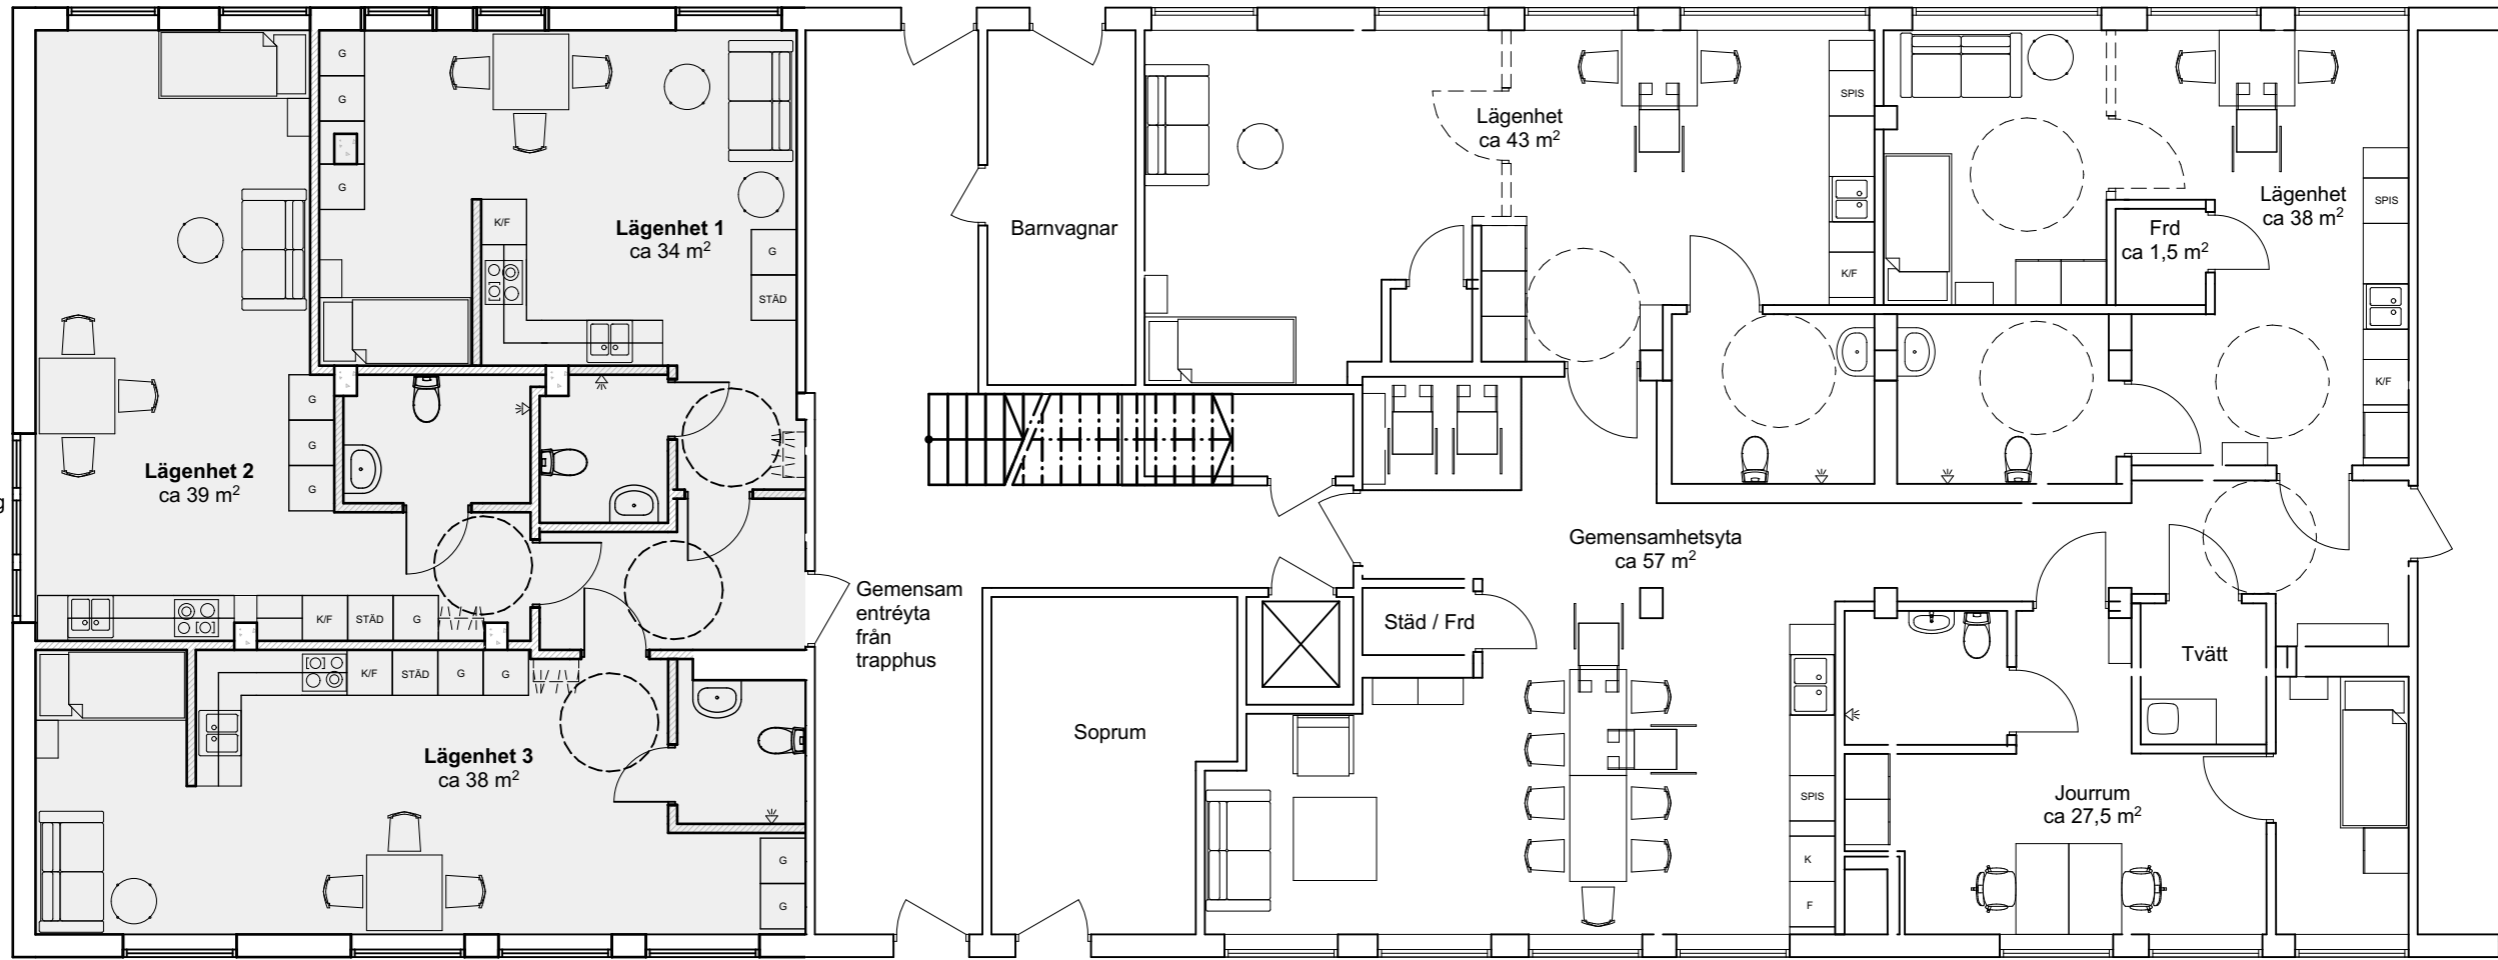 G
G
G
Lägenhet 1
ca 34 m²
K/F
G
STÄD
Lägenhet 2
ca 39 m²
G
G
G
K/F
STÄD
G
g
K/F
STÄD
G
G
Lägenhet 3
ca 38 m²
G
G
Gemensam
entréyta
från
trapphus
Barnvagnar
Soprum
Lägenhet
ca 43 m²
SPIS
K/F
Lägenhet
ca 38 m²
Frd
ca 1,5 m²
SPIS
K/F
Gemensamhetsyta
ca 57 m²
Städ / Frd
SPIS
K
F
Tvätt
Jourrum
ca 27,5 m²